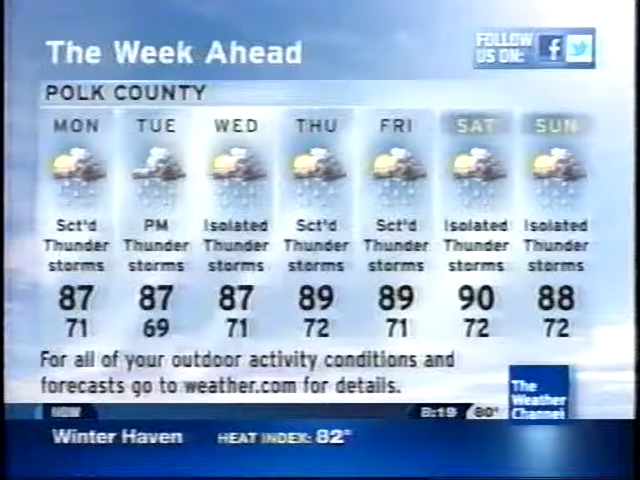 The Week Ahead
FOLLOW
US ON:
POLK COUNTY
MON TUE WED THU FRI SAT SUN
Sct'd PM Isolated Sct'd Sct'd Isolated Isolated
Thunder Thunder Thunder Thunder Thunder Thunder Thunder
storms storms storms storms storms storms storms
87 87 87 89 89 90 88
71 69 71 72 71 72 72
For all of your outdoor activity conditions and
forecasts go to weather.com for details.
The
Weather
Channel
NOW 8:19 80°
Winter Haven HEAT INDEX: 82°